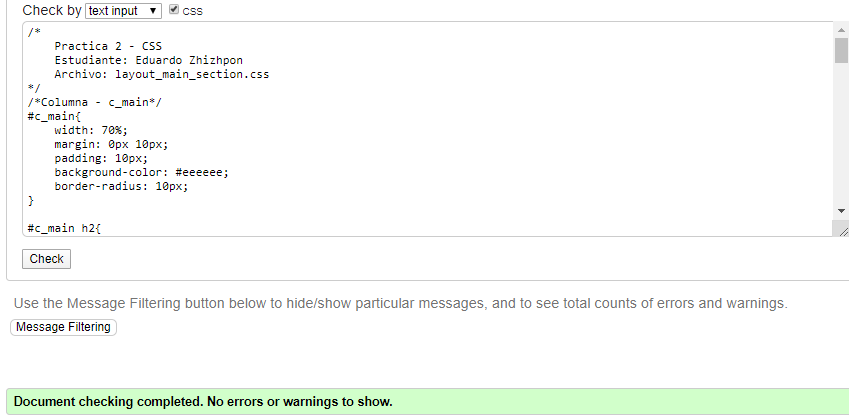 Check by text input css
/*
Practica 2 - CSS
Estudiante: Eduardo Zhizhpon
Archivo: layout_main_section.css
*/
/*Columna - c_main*/
#c_main{
width: 70%;
margin: 0px 10px;
padding: 10px;
background-color: #eeeeee;
border-radius: 10px;
}
#c_main h2{
Check
Use the Message Filtering button below to hide/show particular messages, and to see total counts of errors and warnings.
Message Filtering
Document checking completed. No errors or warnings to show.